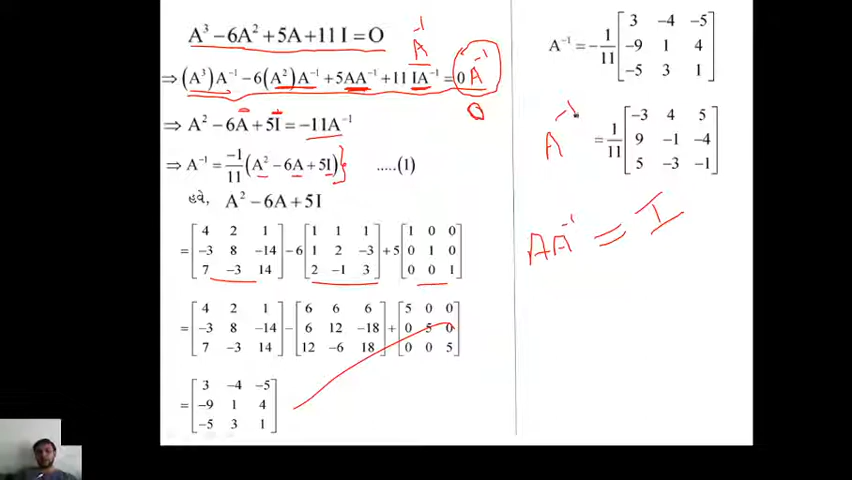 A³ − 6A² + 5A + 11I = O
A⁻¹
⇒ (A³)A⁻¹ − 6(A²)A⁻¹ + 5AA⁻¹ + 11 IA⁻¹ = 0 A⁻¹
O
⇒ A² − 6A + 5I = −11A⁻¹
⇒ A⁻¹ = −1/11 (A² − 6A + 5I) .....(1)
હવે, A² − 6A + 5I
= [4 2 1; −3 8 −14; 7 −3 14] − 6 [1 1 1; 1 2 −3; 2 −1 3] + 5 [1 0 0; 0 1 0; 0 0 1]
= [4 2 1; −3 8 −14; 7 −3 14] − [6 6 6; 6 12 −18; 12 −6 18] + [5 0 0; 0 5 0; 0 0 5]
= [3 −4 −5; −9 1 4; −5 3 1]
A⁻¹ = − 1/11 [3 −4 −5; −9 1 4; −5 3 1]
A⁻¹ = 1/11 [−3 4 5; 9 −1 −4; 5 −3 −1]
AA⁻¹ = I